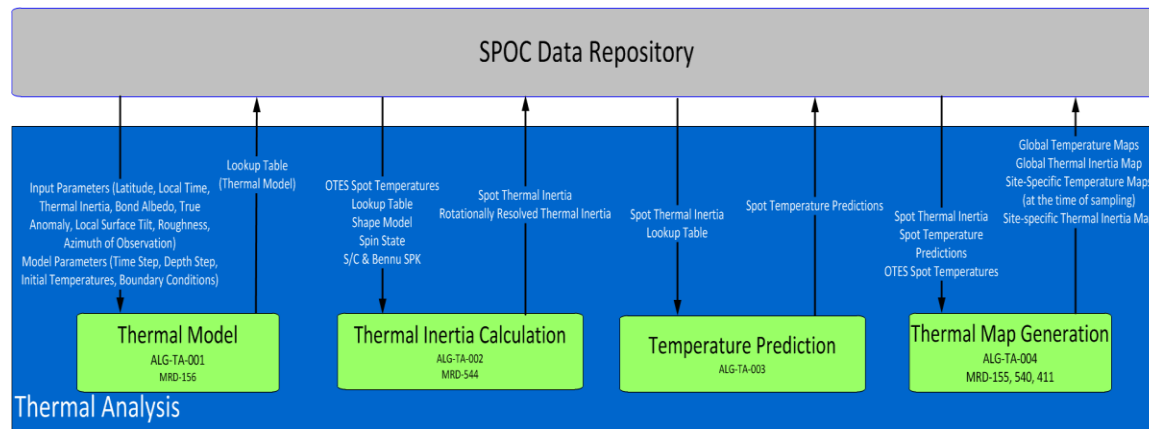 SPOC Data Repository
Input Parameters (Latitude, Local Time,
Thermal Inertia, Bond Albedo, True
Anomaly, Local Surface Tilt, Roughness,
Azimuth of Observation)
Model Parameters (Time Step, Depth Step,
Initial Temperatures, Boundary Conditions)
Lookup Table
(Thermal Model)
OTES Spot Temperatures
Lookup Table
Shape Model
Spin State
S/C & Bennu SPK
Spot Thermal Inertia
Rotationally Resolved Thermal Inertia
Spot Thermal Inertia
Lookup Table
Spot Temperature Predictions
Spot Thermal Inertia
Spot Temperature
Predictions
OTES Spot Temperatures
Global Temperature Maps
Global Thermal Inertia Map
Site-Specific Temperature Maps
(at the time of sampling)
Site-specific Thermal Inertia Ma
Thermal Model
ALG-TA-001
MRD-156
Thermal Inertia Calculation
ALG-TA-002
MRD-544
Temperature Prediction
ALG-TA-003
Thermal Map Generation
ALG-TA-004
MRD-155, 540, 411
Thermal Analysis